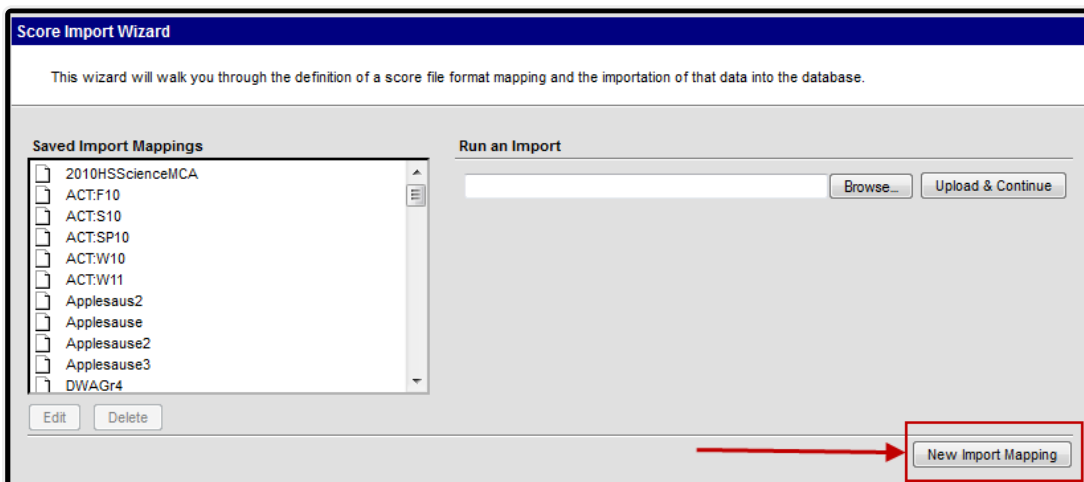 Score Import Wizard
This wizard will walk you through the definition of a score file format mapping and the importation of that data into the database.
Saved Import Mappings
2010HSScienceMCA
ACT:F10
ACT:S10
ACT:SP10
ACT:W10
ACT:W11
Applesaus2
Applesause
Applesause2
Applesause3
DWAGr4
Edit Delete
Run an Import
Browse... Upload & Continue
New Import Mapping